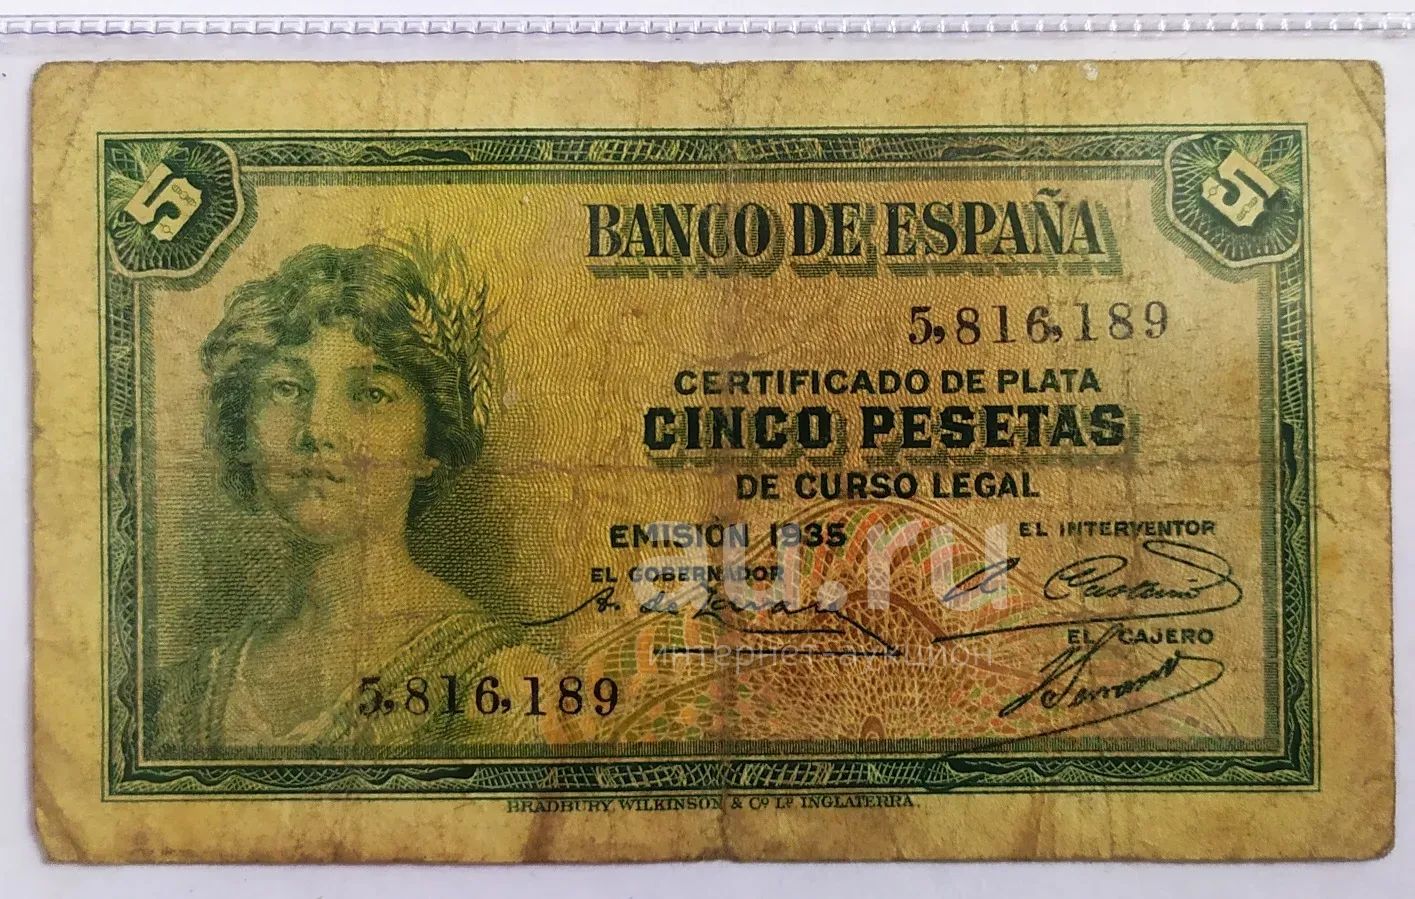 5
5
BANCO DE ESPAÑA
5,816,189
CERTIFICADO DE PLATA
CINCO PESETAS
DE CURSO LEGAL
EMISIÓN 1935
EL INTERVENTOR
EL GOBERNADOR
au.ru
EL CAJERO
интернет-аукцион
5,816,189
BRADBURY, WILKINSON & Cº Lᵈ INGLATERRA.